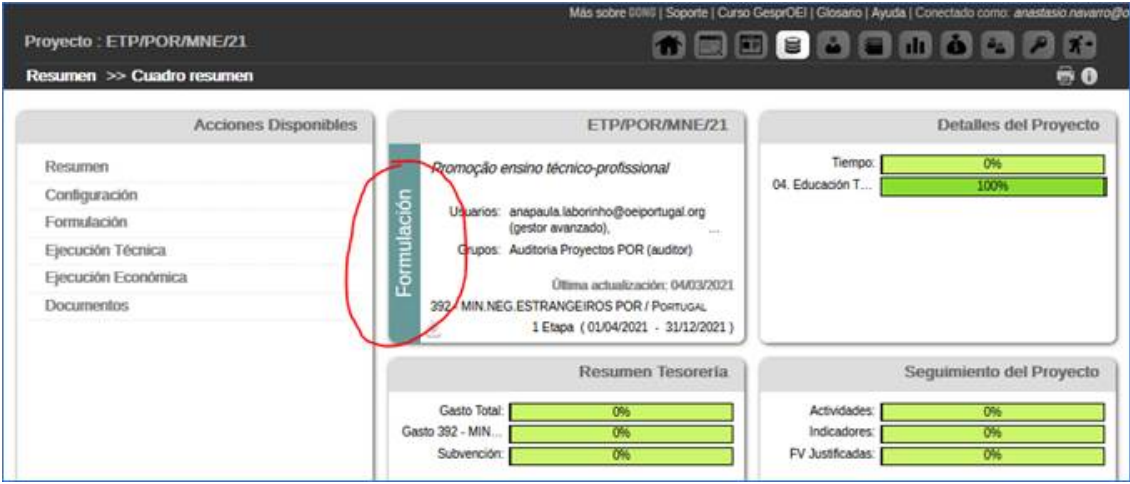 Más sobre GONG | Soporte | Curso GesprOEI | Glosario | Ayuda | Conectado como: anastasio.navarro@o
Proyecto : ETP/POR/MNE/21
Resumen >> Cuadro resumen
Acciones Disponibles
Resumen
Configuración
Formulación
Ejecución Técnica
Ejecución Económica
Documentos
ETP/POR/MNE/21
Formulación
Promoção ensino técnico-profissional
Usuarios: anapaula.laborinho@oeiportugal.org
(gestor avanzado), ...
Grupos: Auditoria Proyectos POR (auditor)
Última actualización: 04/03/2021
392 - MIN.NEG.ESTRANGEIROS POR / PORTUGAL
1 Etapa ( 01/04/2021 - 31/12/2021 )
Detalles del Proyecto
Tiempo: 0%
04. Educación T... 100%
Resumen Tesorería
Gasto Total: 0%
Gasto 392 - MIN... 0%
Subvención: 0%
Seguimiento del Proyecto
Actividades: 0%
Indicadores: 0%
FV Justificadas: 0%